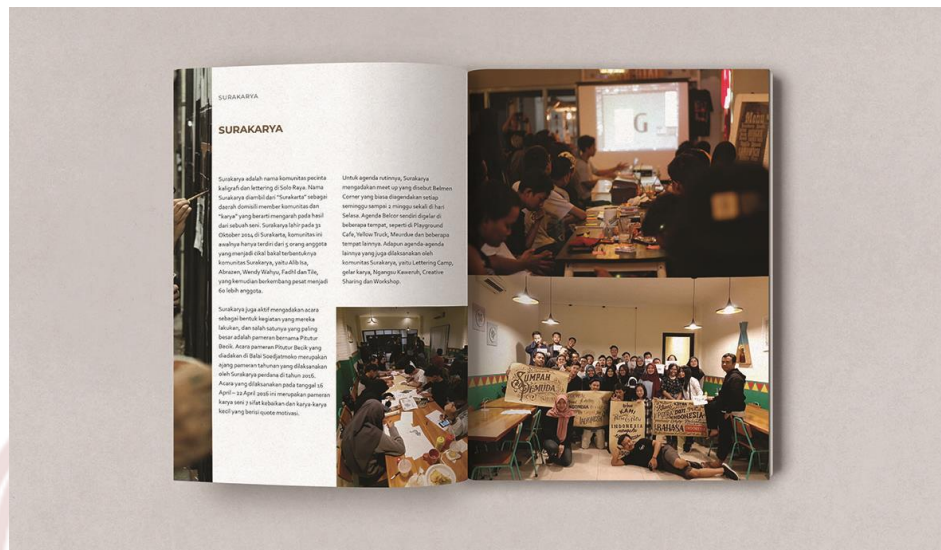 SURAKARYA
SURAKARYA
Surakarya adalah nama komunitas pecinta
kaligrafi dan lettering di Solo Raya. Nama
Surakarya diambil dari "Surakarta" sebagai
daerah domisili member komunitas dan
"karya" yang berarti mengarah pada hasil
dari sebuah seni. Surakarya lahir pada 31
Oktober 2014 di Surakarta, komunitas ini
awalnya hanya terdiri dari 5 orang anggota
yang menjadi cikal bakal terbentuknya
komunitas Surakarya, yaitu Alib Isa,
Abrazen, Wendy Wahyu, Fadhl dan Tile,
yang kemudian berkembang pesat menjadi
60 lebih anggota.
Surakarya juga aktif mengadakan acara
sebagai bentuk kegiatan yang mereka
lakukan, dan salah satunya yang paling
besar adalah pameran bernama Pitutur
Becik. Acara pameran Pitutur Becik yang
diadakan di Balai Soedjatmoko merupakan
ajang pameran tahunan yang dilaksanakan
oleh Surakarya perdana di tahun 2016.
Acara yang dilaksanakan pada tanggal 16
April – 22 April 2016 ini merupakan pameran
karya seni 7 sifat kebaikan dan karya-karya
kecil yang berisi quote motivasi.
Untuk agenda rutinnya, Surakarya
mengadakan meet up yang disebut Belmen
Corner yang biasa diagendakan setiap
seminggu sampai 2 minggu sekali di hari
Selasa. Agenda Belcor sendiri digelar di
beberapa tempat, seperti di Playground
Cafe, Yellow Truck, Meurdue dan beberapa
tempat lainnya. Adapun agenda-agenda
lainnya yang juga dilaksanakan oleh
komunitas Surakarya, yaitu Lettering Camp,
gelar karya, Ngangsu Kaweruh, Creative
Sharing dan Workshop.
G
SUMPAH
PEMUDA
KAMI
INDONESIA
INDONESIA
BAHASA